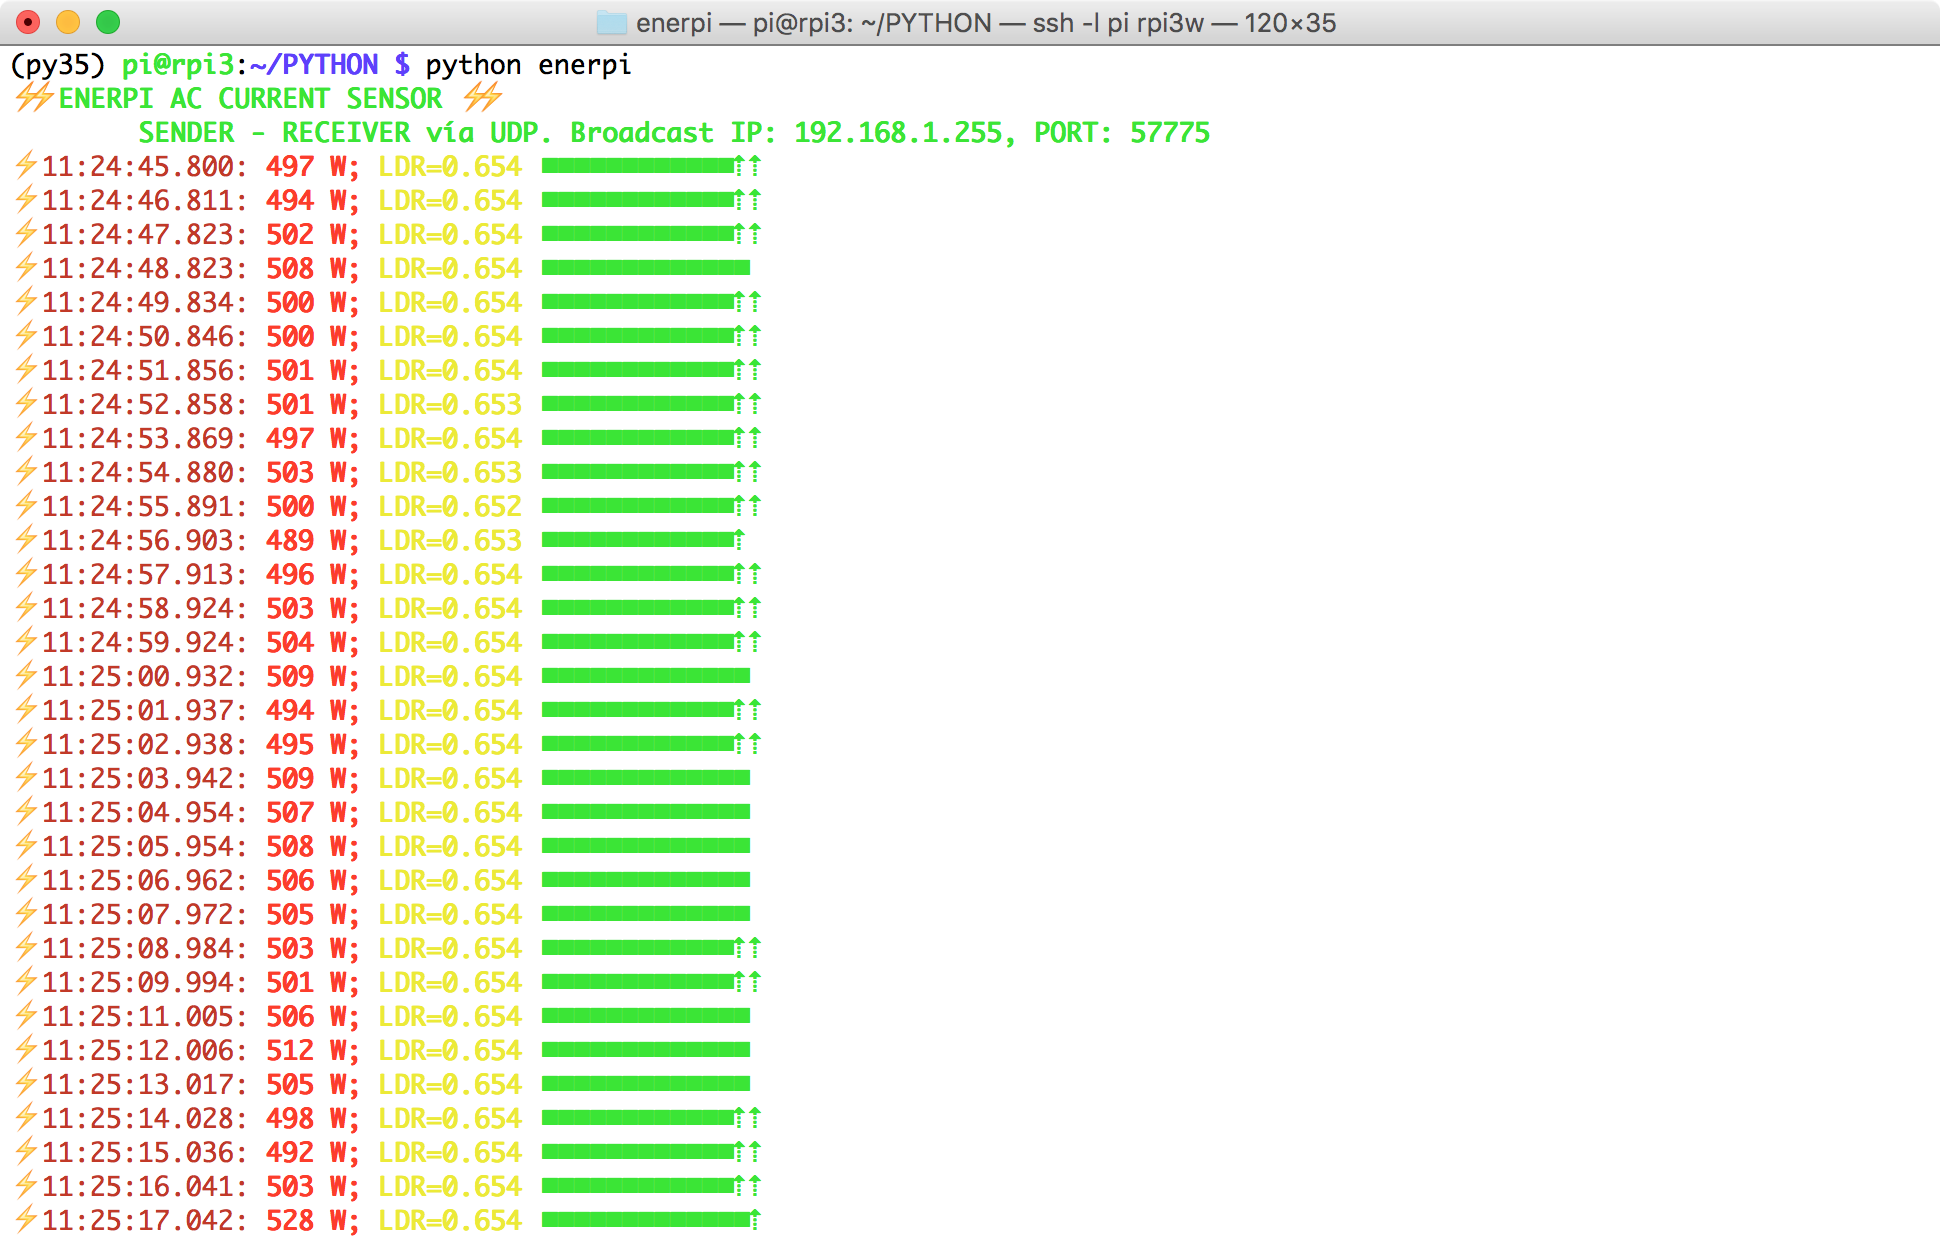 enerpi — pi@rpi3: ~/PYTHON — ssh -l pi rpi3w — 120×35
(py35) pi@rpi3:~/PYTHON $ python enerpi
⚡⚡ENERPI AC CURRENT SENSOR ⚡⚡
SENDER - RECEIVER vía UDP. Broadcast IP: 192.168.1.255, PORT: 57775
⚡11:24:45.800: 497 W; LDR=0.654 ⇡⇡
⚡11:24:46.811: 494 W; LDR=0.654 ⇡⇡
⚡11:24:47.823: 502 W; LDR=0.654 ⇡⇡
⚡11:24:48.823: 508 W; LDR=0.654
⚡11:24:49.834: 500 W; LDR=0.654 ⇡⇡
⚡11:24:50.846: 500 W; LDR=0.654 ⇡⇡
⚡11:24:51.856: 501 W; LDR=0.654 ⇡⇡
⚡11:24:52.858: 501 W; LDR=0.653 ⇡⇡
⚡11:24:53.869: 497 W; LDR=0.654 ⇡⇡
⚡11:24:54.880: 503 W; LDR=0.653 ⇡⇡
⚡11:24:55.891: 500 W; LDR=0.652 ⇡⇡
⚡11:24:56.903: 489 W; LDR=0.653 ⇡
⚡11:24:57.913: 496 W; LDR=0.654 ⇡⇡
⚡11:24:58.924: 503 W; LDR=0.654 ⇡⇡
⚡11:24:59.924: 504 W; LDR=0.654 ⇡⇡
⚡11:25:00.932: 509 W; LDR=0.654
⚡11:25:01.937: 494 W; LDR=0.654 ⇡⇡
⚡11:25:02.938: 495 W; LDR=0.654 ⇡⇡
⚡11:25:03.942: 509 W; LDR=0.654
⚡11:25:04.954: 507 W; LDR=0.654
⚡11:25:05.954: 508 W; LDR=0.654
⚡11:25:06.962: 506 W; LDR=0.654
⚡11:25:07.972: 505 W; LDR=0.654
⚡11:25:08.984: 503 W; LDR=0.654 ⇡⇡
⚡11:25:09.994: 501 W; LDR=0.654 ⇡⇡
⚡11:25:11.005: 506 W; LDR=0.654
⚡11:25:12.006: 512 W; LDR=0.654
⚡11:25:13.017: 505 W; LDR=0.654
⚡11:25:14.028: 498 W; LDR=0.654 ⇡⇡
⚡11:25:15.036: 492 W; LDR=0.654 ⇡⇡
⚡11:25:16.041: 503 W; LDR=0.654 ⇡⇡
⚡11:25:17.042: 528 W; LDR=0.654 ⇡